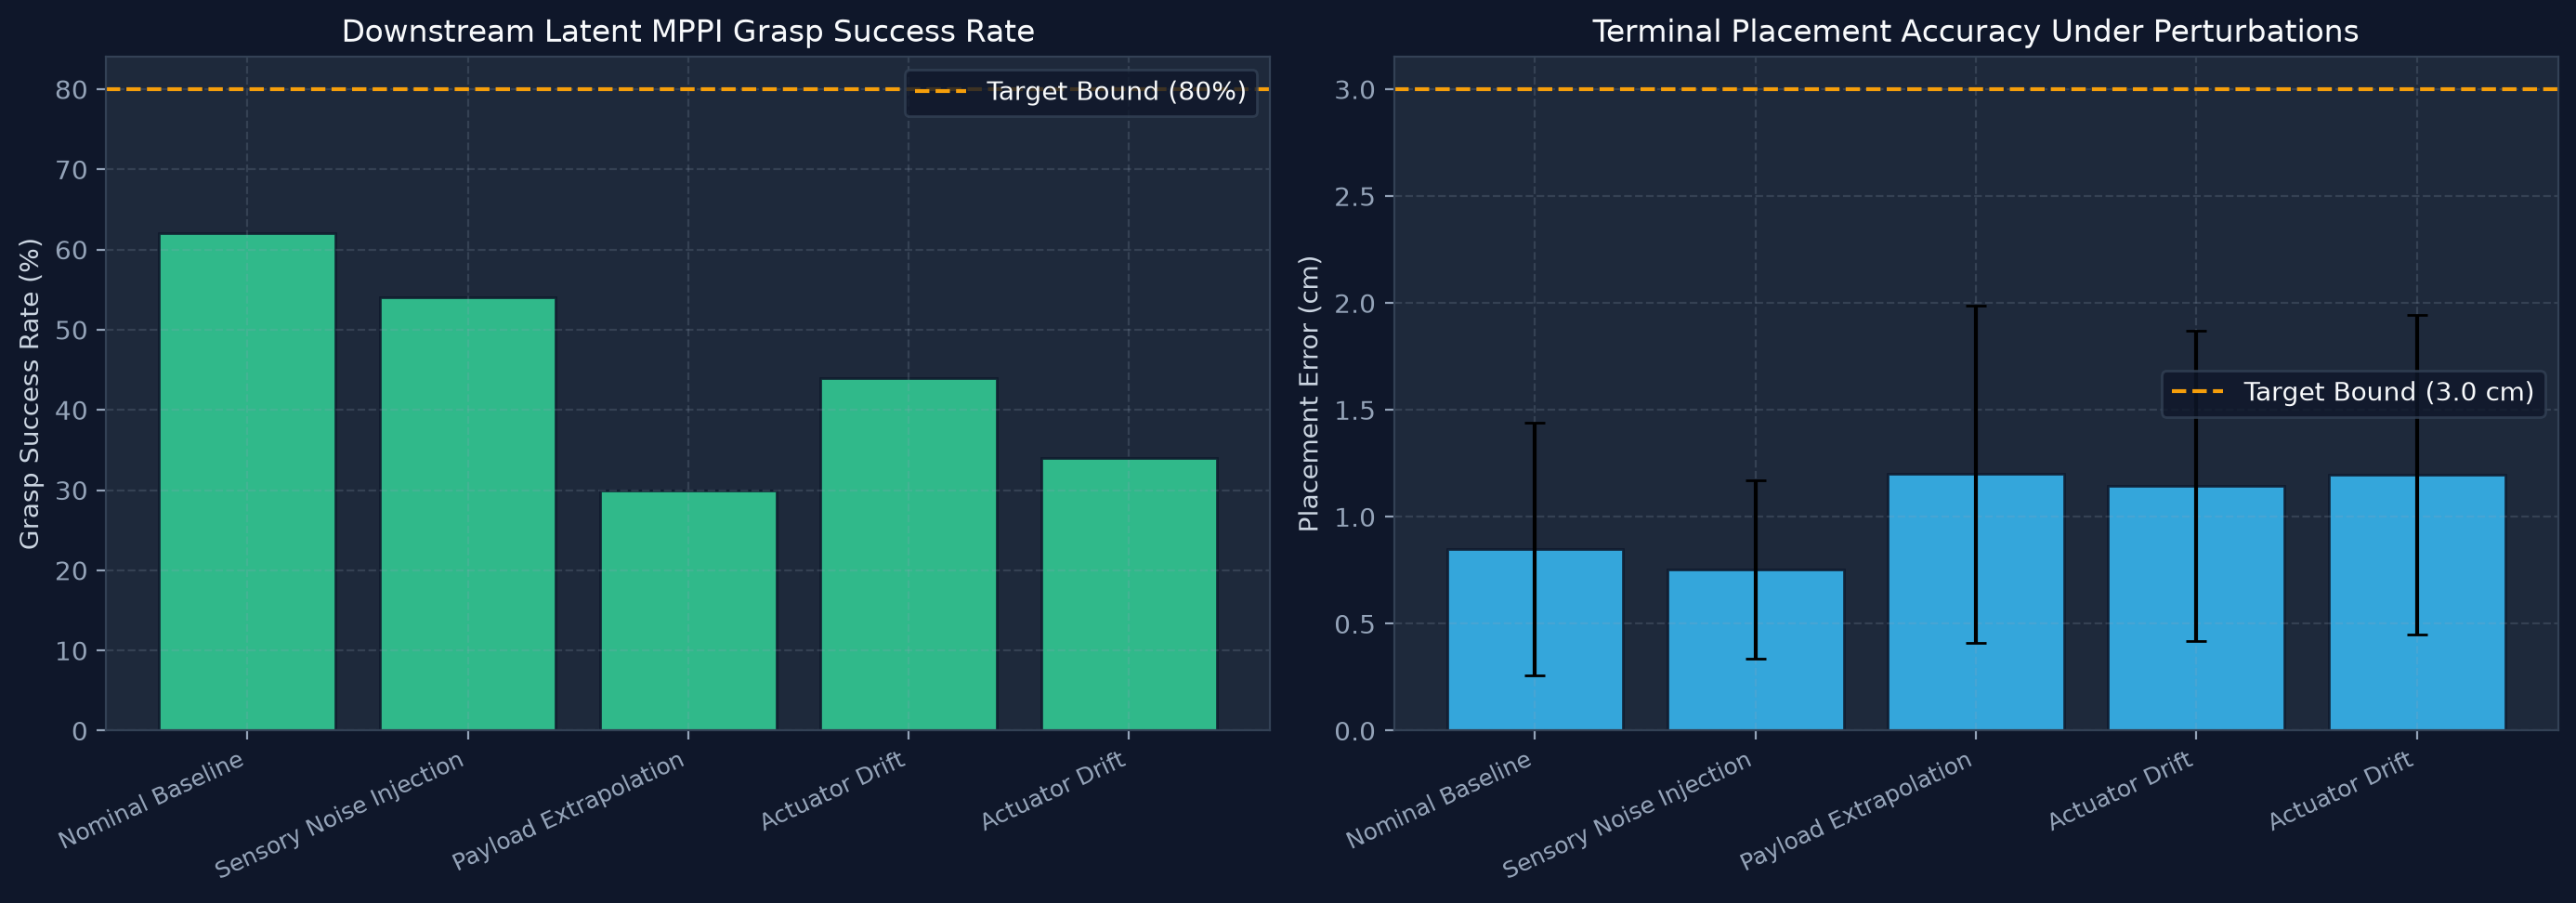 Downstream Latent MPPI Grasp Success Rate
Grasp Success Rate (%)
80
70
60
50
40
30
20
10
0
Target Bound (80%)
Nominal Baseline
Sensory Noise Injection
Payload Extrapolation
Actuator Drift
Actuator Drift
Terminal Placement Accuracy Under Perturbations
Placement Error (cm)
3.0
2.5
2.0
1.5
1.0
0.5
0.0
Target Bound (3.0 cm)
Nominal Baseline
Sensory Noise Injection
Payload Extrapolation
Actuator Drift
Actuator Drift